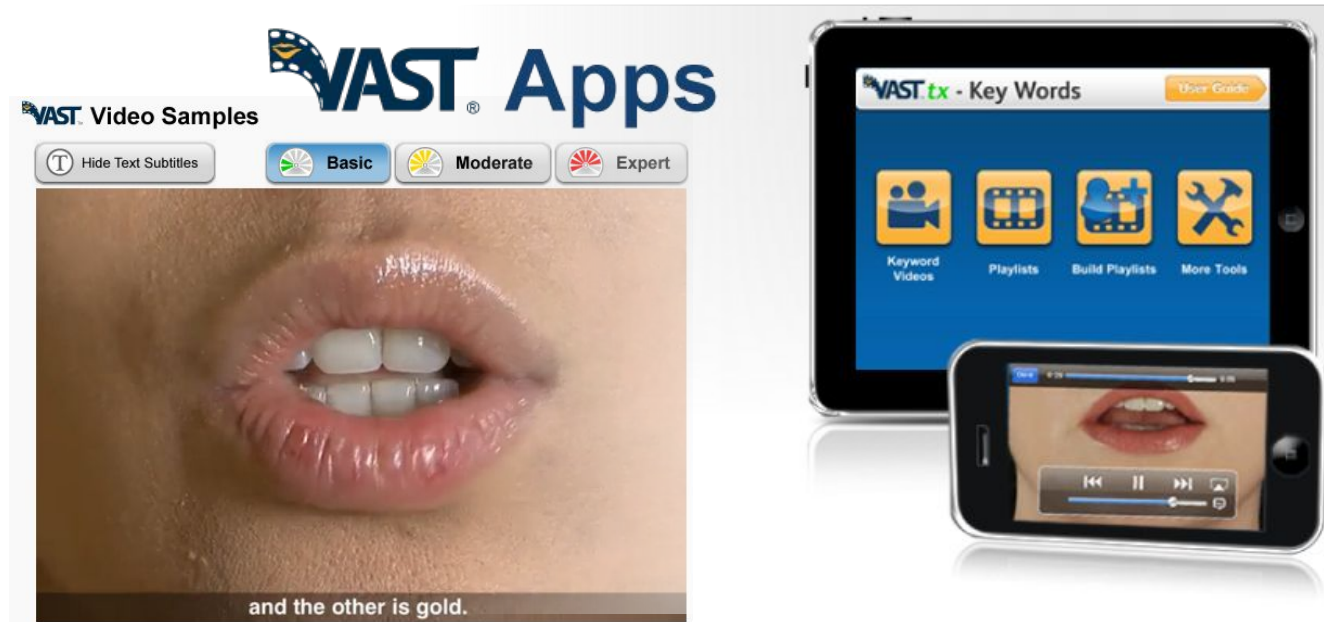 VAST® Apps
VAST Video Samples
T Hide Text Subtitles
Basic
Moderate
Expert
and the other is gold.
VAST tx - Key Words
User Guide
Keyword
Videos
Playlists
Build Playlists
More Tools
Done